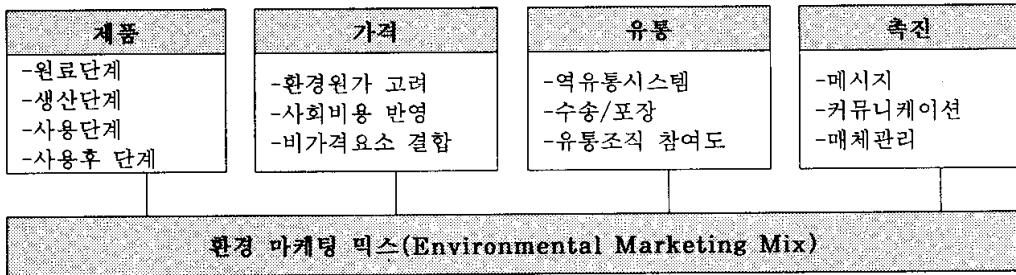 제품
-원료단계
-생산단계
-사용단계
-사용후 단계
가격
-환경원가 고려
-사회비용 반영
-비가격요소 결합
유통
-역유통시스템
-수송/포장
-유통조직 참여도
촉진
-메시지
-커뮤니케이션
-매체관리
환경 마케팅 믹스(Environmental Marketing Mix)